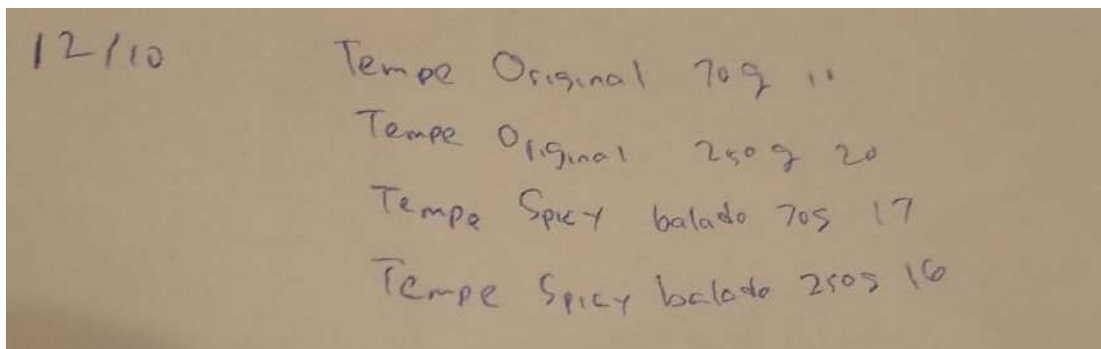 12/10 Tempe Original 70g 11
Tempe Original 250g 20
Tempe Spicy balado 70g 17
Tempe Spicy balado 250g 16